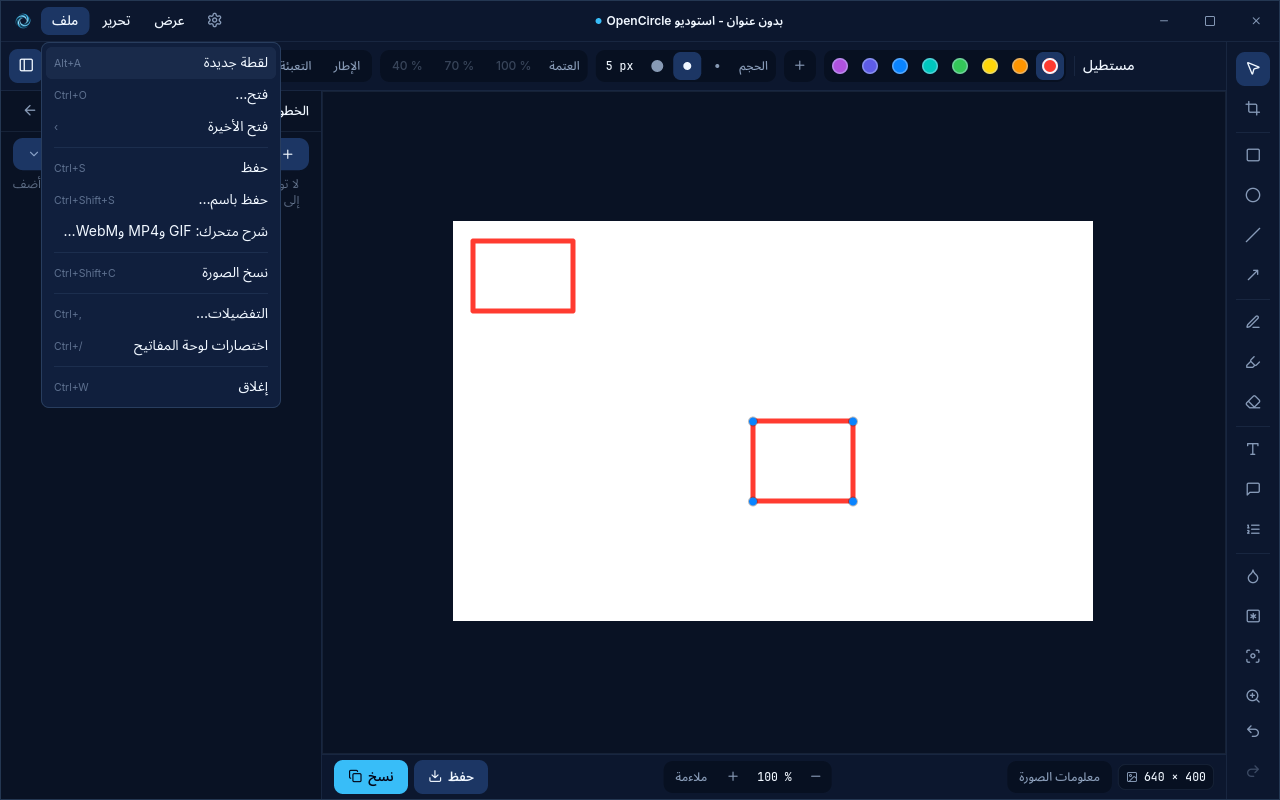 ملف
تحرير
عرض
بدون عنوان - استوديو OpenCircle
مستطيل
الحجم
5 px
العتمة
100 %
70 %
40 %
الإطار
التعبئة
لقطة جديدة Alt+A
فتح... Ctrl+O
فتح الأخيرة
حفظ Ctrl+S
حفظ باسم... Ctrl+Shift+S
شرح متحرك: GIF وMP4 وWebM...
نسخ الصورة Ctrl+Shift+C
التفضيلات... Ctrl+,
اختصارات لوحة المفاتيح Ctrl+/
إغلاق Ctrl+W
أضف
إلى
نسخ
حفظ
ملاءمة
100 %
معلومات الصورة
640 × 400